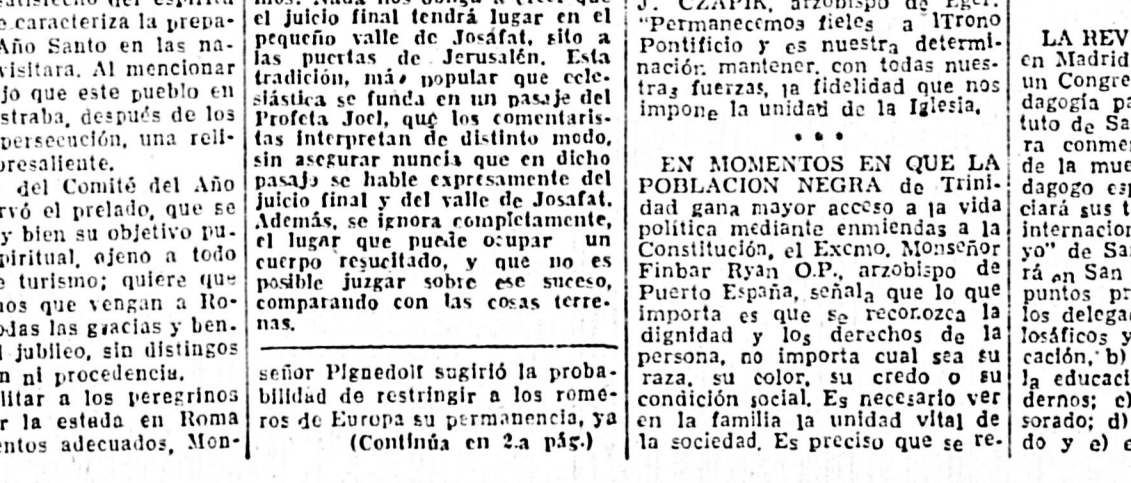 e caracteriza la prepa-
Año Santo en las na-
visitara. Al mencionar
jo que este pueblo en
straba, después de los
persecución, una reli-
presaliente.
del Comité del Año
rvó el prelado, que se
y bien su objetivo pu-
piritual, ajeno a todo
e turismo; quiere que
nos que vengan a Ro-
odas las gracias y ben-
l jubileo, sin distingos
n ni procedencia.
litar a los peregrinos
r la estada en Roma
entos adecuados, Mon-
el juicio final tendrá lugar en el
pequeño valle de Josáfat, sito a
las puertas de Jerusalén. Esta
tradición, más popular que ecle-
siástica se funda en un pasaje del
Profeta Joel, que los comentaris-
tas interpretan de distinto modo,
sin asegurar nuncia que en dicho
pasaje se hable expresamente del
juicio final y del valle de Josafat.
Además, se ignora completamente,
el lugar que puede ocupar un
cuerpo resucitado, y que no es
posible juzgar sobre ese suceso,
comparando con las cosas terre-
nas.
señor Pignedoli sugirió la proba-
bilidad de restringir a los rome-
ros de Europa su permanencia, ya
(Continúa en 2.a pág.)
J. CZAPIK, arzobispo de Eger.
"Permanecemos fieles a lTrono
Pontificio y es nuestra determi-
nación mantener, con todas nues-
tras fuerzas, la fidelidad que nos
impone la unidad de la Iglesia.
* * *
EN MOMENTOS EN QUE LA
POBLACION NEGRA de Trini-
dad gana mayor acceso a la vida
política mediante enmiendas a la
Constitución, el Excmo. Monseñor
Finbar Ryan O.P., arzobispo de
Puerto España, señala que lo que
importa es que se reconozca la
dignidad y los derechos de la
persona, no importa cual sea su
raza, su color, su credo o su
condición social. Es necesario ver
en la familia la unidad vital de
la sociedad. Es preciso que se re-
LA REV
en Madrid
un Congre
dagogía pa
tuto de Sa
ra conme
de la mue
dagogo esp
ciará sus t
internacion
yo" de Sa
rá en San
puntos pr
los delega
losáficos y
cación, b)
la educaci
dernos; c)
sorado; d)
do y e) e